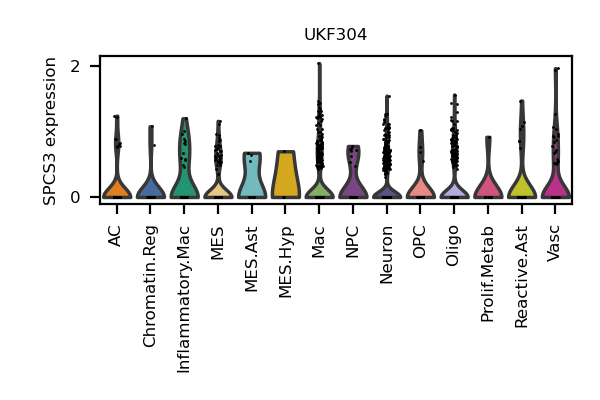 UKF304
SPCS3 expression
2
0
AC
Chromatin.Reg
Inflammatory.Mac
MES
MES.Ast
MES.Hyp
Mac
NPC
Neuron
OPC
Oligo
Prolif.Metab
Reactive.Ast
Vasc